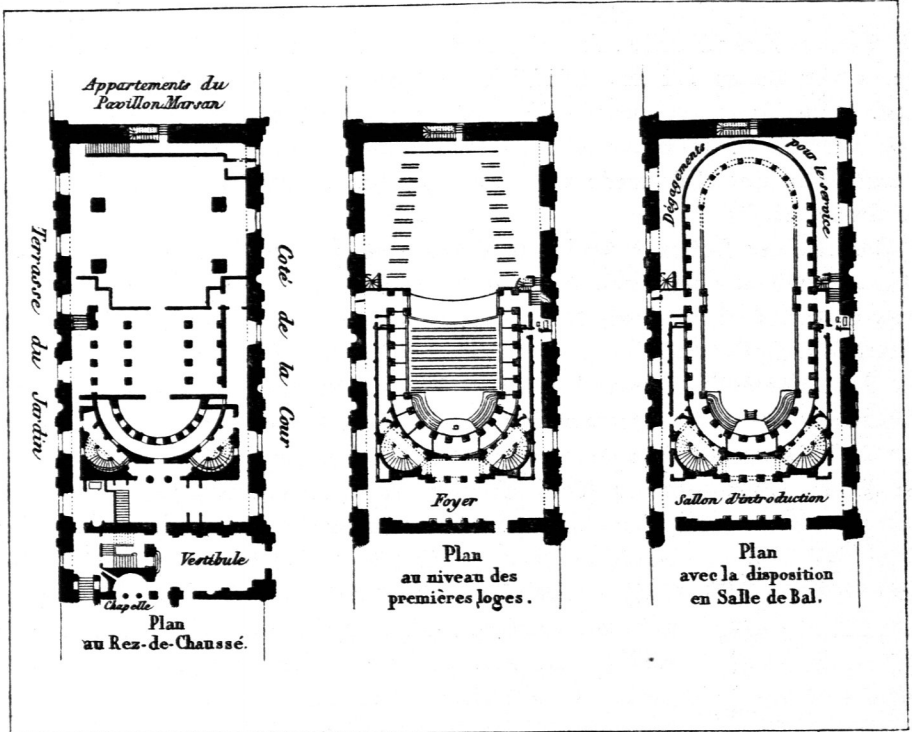 Appartements du
Pavillon Marsan
Terrasse du Jardin
Coté de la Cour
Vestibule
Chapelle
Plan
au Rez-de-Chaussé.
Foyer
Plan
au niveau des
premières loges.
Dégagements pour le service
Sallon d'introduction
Plan
avec la disposition
en Salle de Bal.